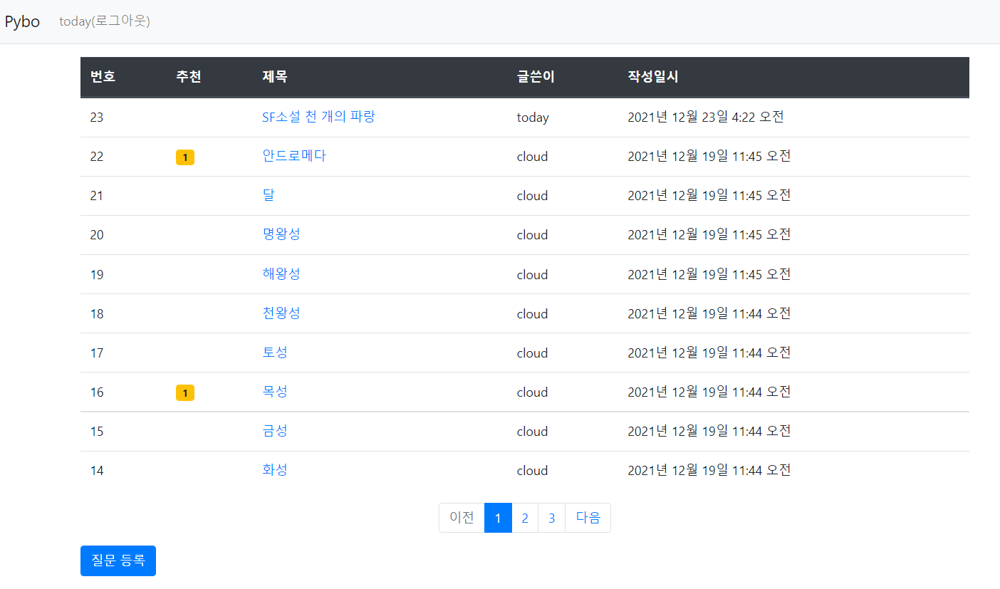 Pybo today(로그아웃)
번호 추천 제목 글쓴이 작성일시
23 SF소설 천 개의 파랑 today 2021년 12월 23일 4:22 오전
22 1 안드로메다 cloud 2021년 12월 19일 11:45 오전
21 달 cloud 2021년 12월 19일 11:45 오전
20 명왕성 cloud 2021년 12월 19일 11:45 오전
19 해왕성 cloud 2021년 12월 19일 11:45 오전
18 천왕성 cloud 2021년 12월 19일 11:44 오전
17 토성 cloud 2021년 12월 19일 11:44 오전
16 1 목성 cloud 2021년 12월 19일 11:44 오전
15 금성 cloud 2021년 12월 19일 11:44 오전
14 화성 cloud 2021년 12월 19일 11:44 오전
이전 1 2 3 다음
질문 등록